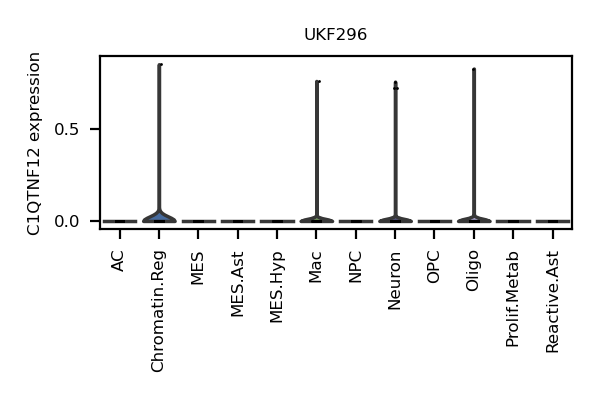 UKF296
C1QTNF12 expression
0.5
0.0
AC
Chromatin.Reg
MES
MES.Ast
MES.Hyp
Mac
NPC
Neuron
OPC
Oligo
Prolif.Metab
Reactive.Ast